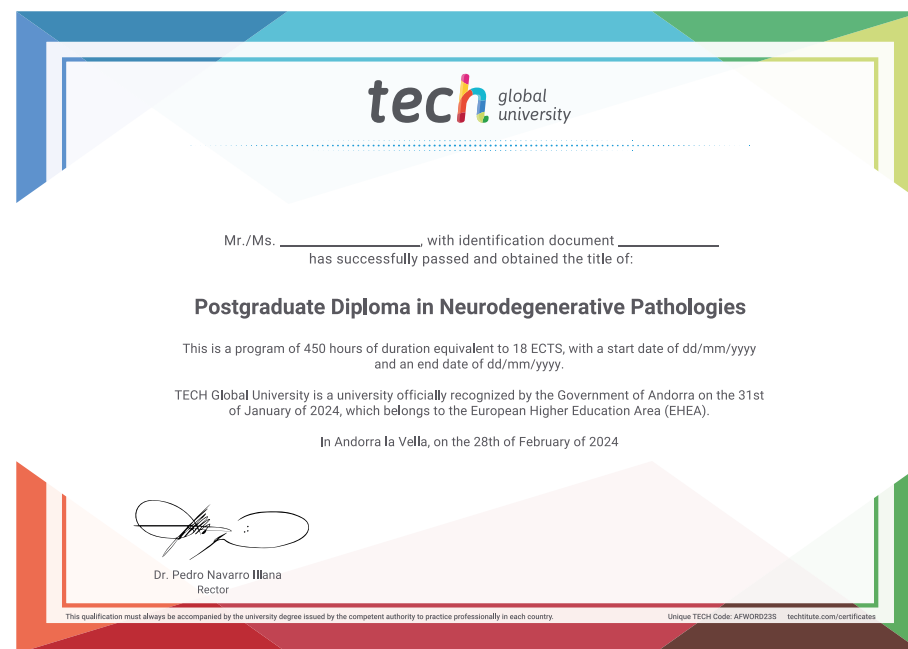 tech global
university
Mr./Ms. ____________________, with identification document ______________
has successfully passed and obtained the title of:
Postgraduate Diploma in Neurodegenerative Pathologies
This is a program of 450 hours of duration equivalent to 18 ECTS, with a start date of dd/mm/yyyy
and an end date of dd/mm/yyyy.
TECH Global University is a university officially recognized by the Government of Andorra on the 31st
of January of 2024, which belongs to the European Higher Education Area (EHEA).
In Andorra la Vella, on the 28th of February of 2024
Dr. Pedro Navarro Illana
Rector
This qualification must always be accompanied by the university degree issued by the competent authority to practice professionally in each country. Unique TECH Code: AFWORD23S techtitute.com/certificates